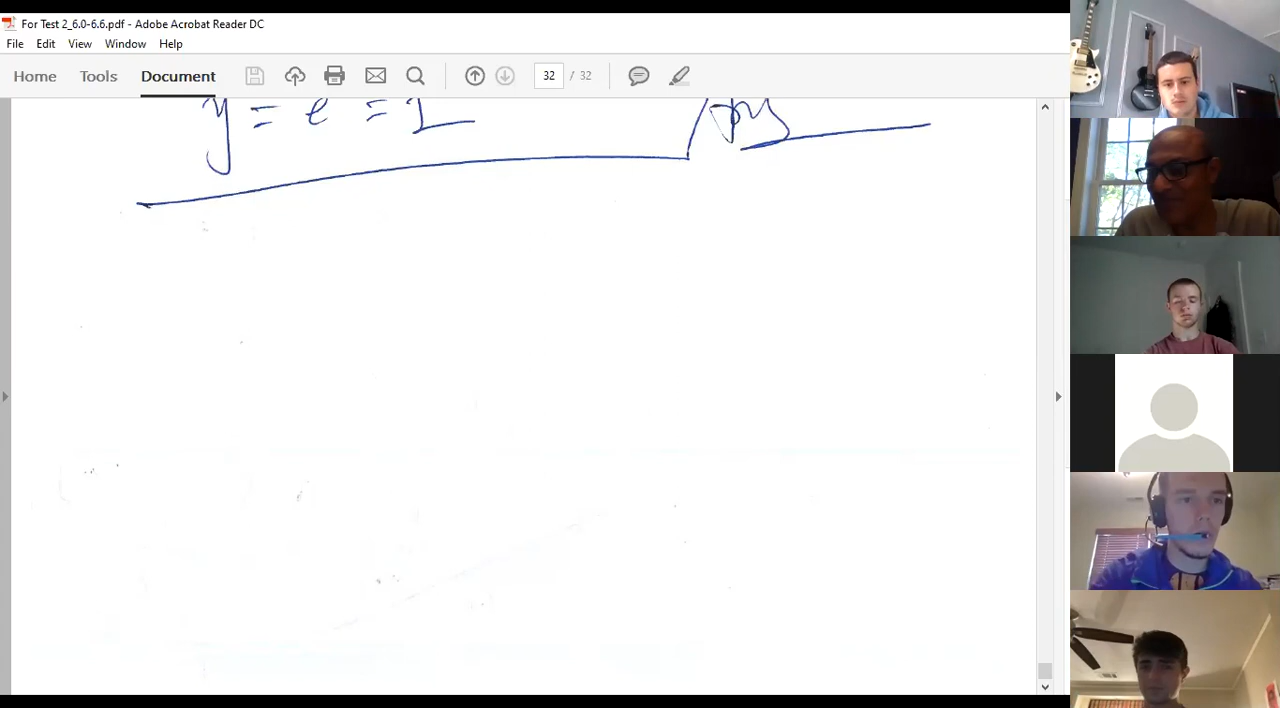 For Test 2_6.0-6.6.pdf - Adobe Acrobat Reader DC
File Edit View Window Help
Home Tools Document 32 / 32
y = e = 1